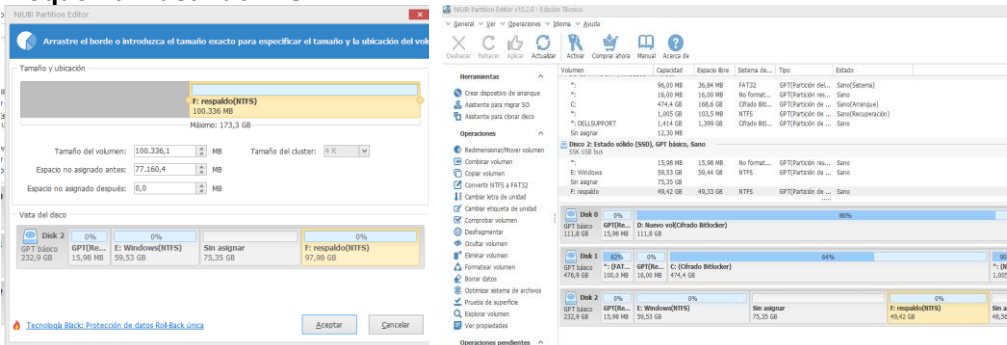 NIUBI Partition Editor
Arrastre el borde o introduzca el tamaño exacto para especificar el tamaño y la ubicación del volu
Tamaño y ubicación
F: respaldo(NTFS)
100.336 MB
Máximo: 173,3 GB
Tamaño del volumen: 100.336,1 MB Tamaño del cluster: 4 K
Espacio no asignado antes: 77.160,4 MB
Espacio no asignado después: 0,0 MB
Vista del disco
Disk 2 0% 0% 0%
GPT básico GPT(Re... E: Windows(NTFS) Sin asignar F: respaldo(NTFS)
232,9 GB 15,98 MB 59,53 GB 75,35 GB 97,98 GB
Tecnología Black: Protección de datos Roll-Back única
Aceptar Cancelar
NIUBI Partition Editor v10.2.0 - Edición Técnico
General Ver Operaciones Idioma Ayuda
Deshacer Rehacer Aplicar Actualizar Activar Comprar ahora Manual Acerca de
Herramientas
Crear dispositivo de arranque
Asistente para migrar SO
Asistente para clonar disco
Operaciones
Redimensionar/Mover volumen
Combinar volumen
Copiar volumen
Convertir NTFS a FAT32
Cambiar letra de unidad
Cambiar etiqueta de unidad
Comprobar volumen
Desfragmentar
Ocultar volumen
Eliminar volumen
Formatear volumen
Borrar datos
Optimizar sistema de archivos
Prueba de superficie
Explorar volumen
Ver propiedades
Operaciones pendientes
Volumen Capacidad Espacio libre Sistema de... Tipo Estado
*: 96,00 MB 36,84 MB FAT32 GPT(Partición del... Sano(Sistema)
*: 16,00 MB 16,00 MB No format... GPT(Partición res... Sano
C: 474,4 GB 168,6 GB Cifrado Bitl... GPT(Partición de ... Sano(Arranque)
*: 1,005 GB 103,5 MB NTFS GPT(Partición de ... Sano(Recuperación)
*: DELLSUPPORT 1,414 GB 1,399 GB Cifrado Bitl... GPT(Partición de ... Sano
Sin asignar 12,30 MB
Disco 2: Estado sólido (SSD), GPT básico, Sano
SSK USB bus
*: 15,98 MB 15,98 MB No format... GPT(Partición res... Sano
E: Windows 59,53 GB 59,44 GB NTFS GPT(Partición de ... Sano
Sin asignar 75,35 GB
F: respaldo 49,42 GB 49,33 GB NTFS GPT(Partición de ... Sano
Disk 0 0% 86%
GPT básico GPT(Re... D: Nuevo vol(Cifrado Bitlocker)
111,8 GB 15,98 MB 111,8 GB
Disk 1 62% 0% 64% 90
GPT básico *: (FAT... GPT(Re... C: (Cifrado Bitlocker) *: (N
476,9 GB 100,0 MB 16,00 MB 474,4 GB 1,005
Disk 2 0% 0% 0%
GPT básico GPT(Re... E: Windows(NTFS) Sin asignar F: respaldo(NTFS) Sin a
232,9 GB 15,98 MB 59,53 GB 75,35 GB 49,42 GB 48,56